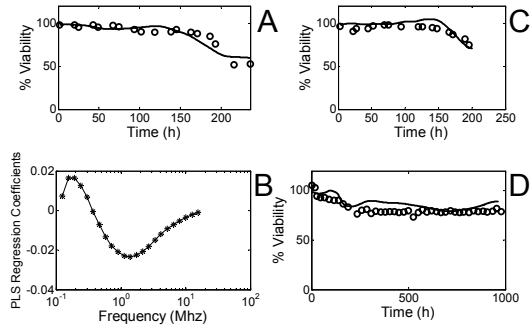 A
% Viability
100
50
0
0 50 100 150 200
Time (h)
C
% Viability
100
50
0
0 50 100 150 200 250
Time (h)
B
PLS Regression Coefficients
0.02
0
-0.02
-0.04
10-1 100 101 102
Frequency (Mhz)
D
% Viability
100
50
0
0 500 1000
Time (h)